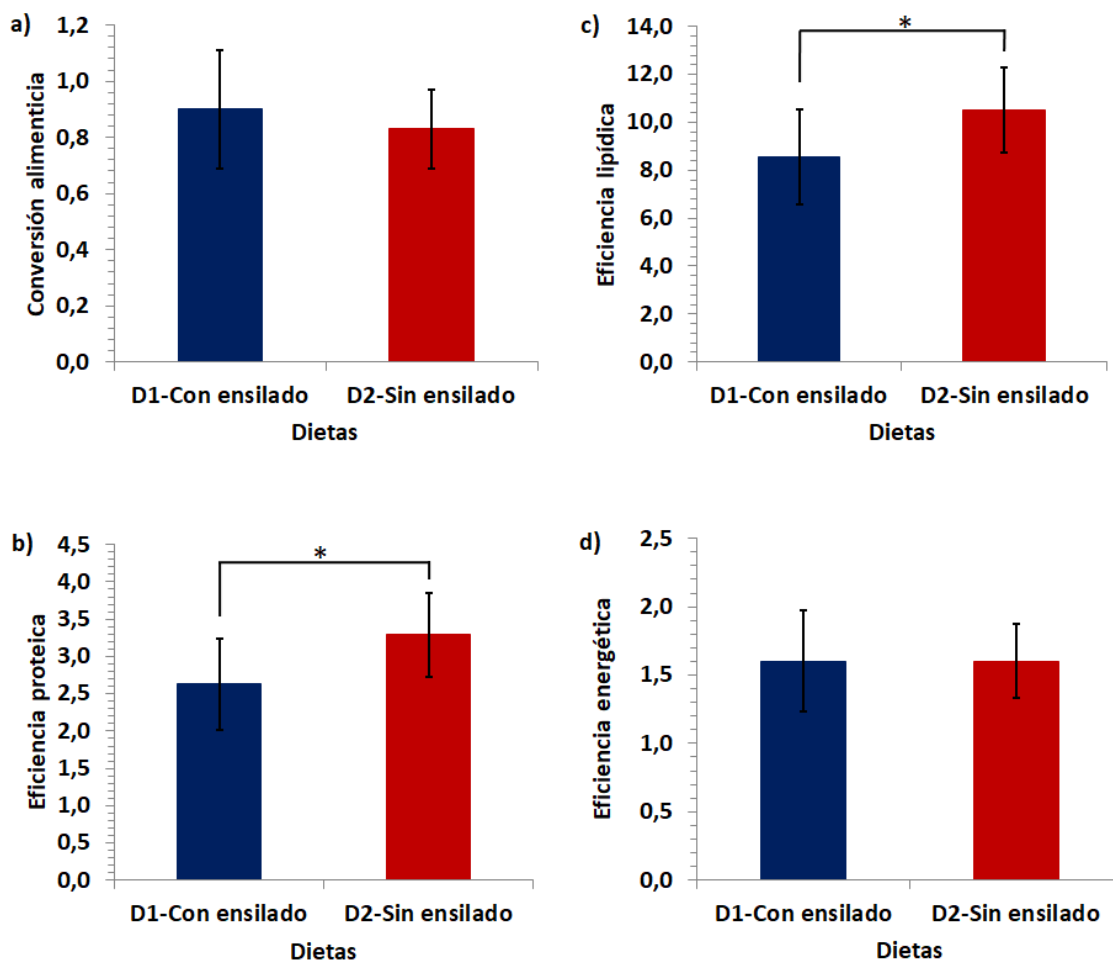 a)
Conversión alimenticia
1,2
1,0
0,8
0,6
0,4
0,2
0,0
D1-Con ensilado D2-Sin ensilado
Dietas
c)
*
Eficiencia lipídica
14,0
12,0
10,0
8,0
6,0
4,0
2,0
0,0
D1-Con ensilado D2-Sin ensilado
Dietas
b)
*
Eficiencia proteica
4,5
4,0
3,5
3,0
2,5
2,0
1,5
1,0
0,5
0,0
D1-Con ensilado D2-Sin ensilado
Dietas
d)
Eficiencia energética
2,5
2,0
1,5
1,0
0,5
0,0
D1-Con ensilado D2-Sin ensilado
Dietas